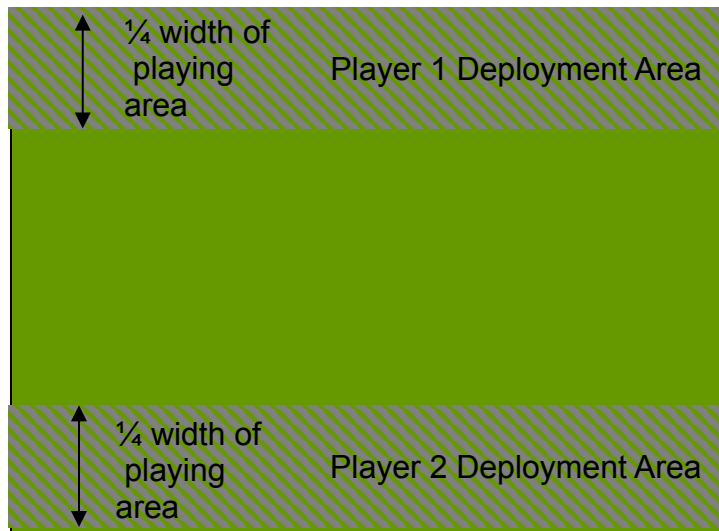 ¼ width of
playing
area
Player 1 Deployment Area
¼ width of
playing
area
Player 2 Deployment Area